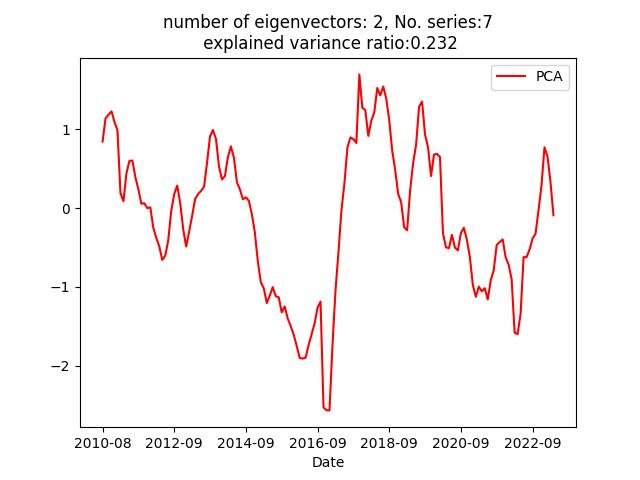 number of eigenvectors: 2, No. series:7
explained variance ratio:0.232
PCA
1
0
−1
−2
2010-08 2012-09 2014-09 2016-09 2018-09 2020-09 2022-09
Date